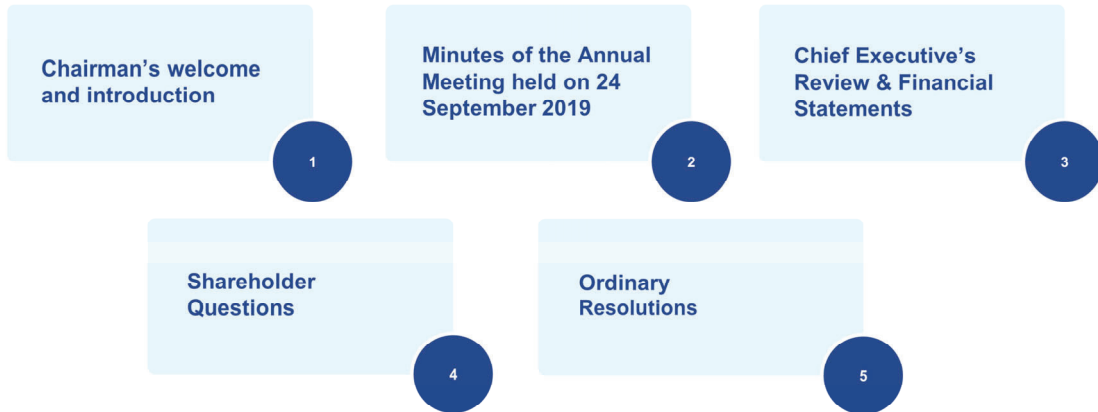 Chairman's welcome
and introduction
1
Minutes of the Annual
Meeting held on 24
September 2019
2
Chief Executive's
Review & Financial
Statements
3
Shareholder
Questions
4
Ordinary
Resolutions
5